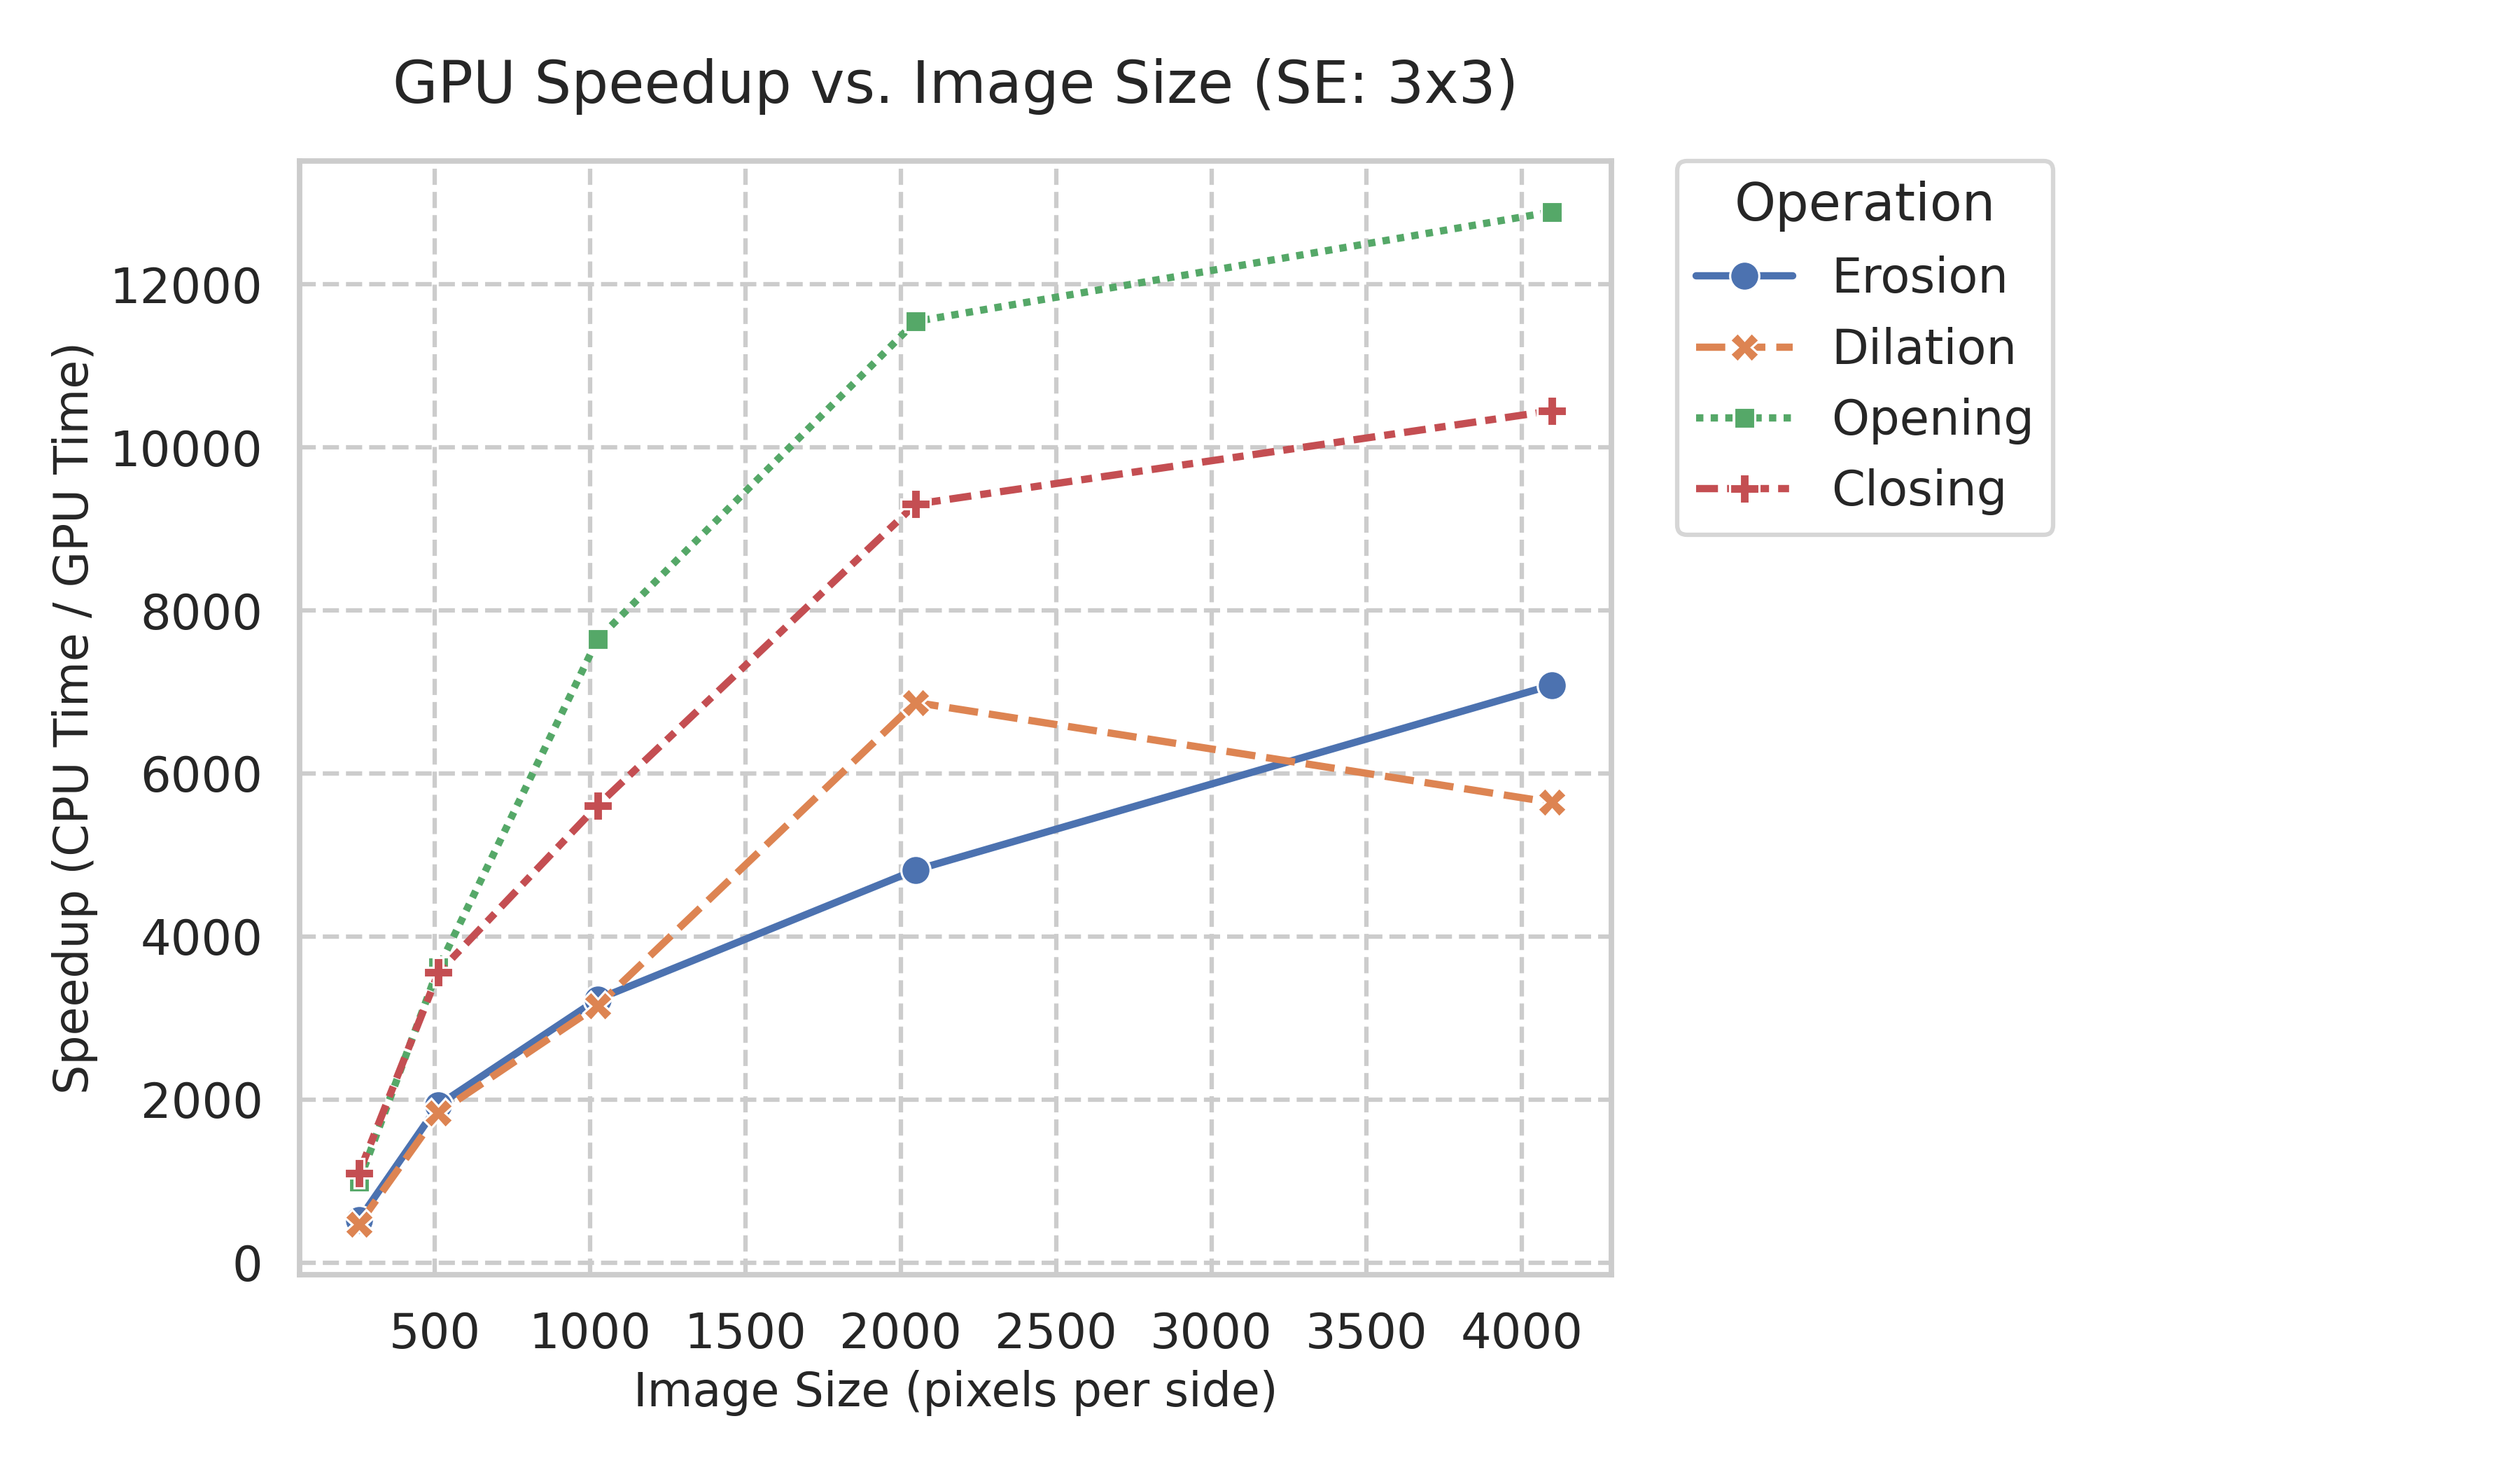 GPU Speedup vs. Image Size (SE: 3x3)
Speedup (CPU Time / GPU Time)
12000
10000
8000
6000
4000
2000
0
500 1000 1500 2000 2500 3000 3500 4000
Image Size (pixels per side)
Operation
Erosion
Dilation
Opening
Closing